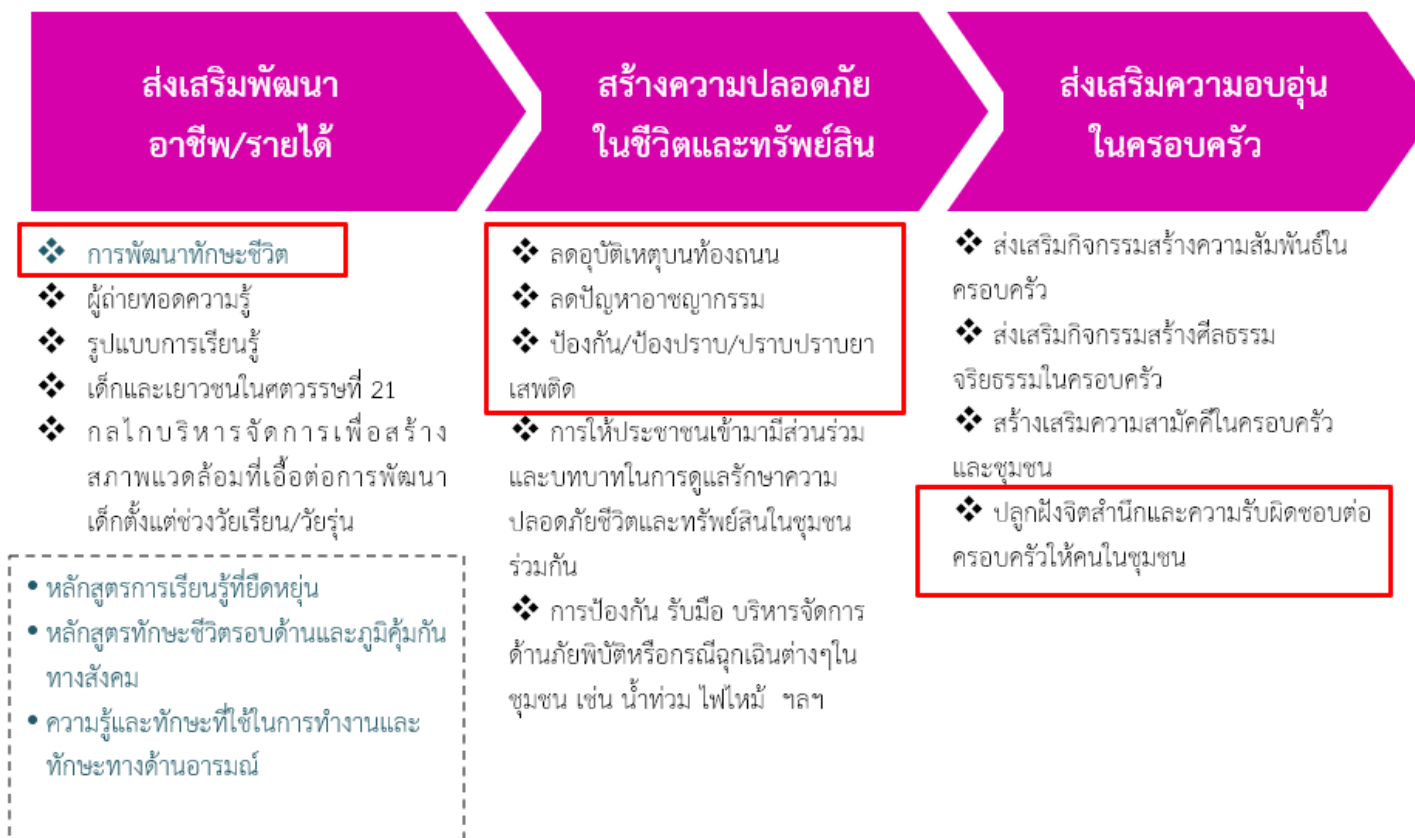 ส่งเสริมพัฒนา
อาชีพ/รายได้
❖ การพัฒนาทักษะชีวิต
❖ ผู้ถ่ายทอดความรู้
❖ รูปแบบการเรียนรู้
❖ เด็กและเยาวชนในศตวรรษที่ 21
❖ กลไกบริหารจัดการเพื่อสร้าง
สภาพแวดล้อมที่เอื้อต่อการพัฒนา
เด็กตั้งแต่ช่วงวัยเรียน/วัยรุ่น
• หลักสูตรการเรียนรู้ที่ยืดหยุ่น
• หลักสูตรทักษะชีวิตรอบด้านและภูมิคุ้มกัน
ทางสังคม
• ความรู้และทักษะที่ใช้ในการทำงานและ
ทักษะทางด้านอารมณ์
สร้างความปลอดภัย
ในชีวิตและทรัพย์สิน
❖ ลดอุบัติเหตุบนท้องถนน
❖ ลดปัญหาอาชญากรรม
❖ ป้องกัน/ป้องปราบ/ปราบปราบยา
เสพติด
❖ การให้ประชาชนเข้ามามีส่วนร่วม
และบทบาทในการดูแลรักษาความ
ปลอดภัยชีวิตและทรัพย์สินในชุมชน
ร่วมกัน
❖ การป้องกัน รับมือ บริหารจัดการ
ด้านภัยพิบัติหรือกรณีฉุกเฉินต่างๆใน
ชุมชน เช่น น้ำท่วม ไฟไหม้ ฯลฯ
ส่งเสริมความอบอุ่น
ในครอบครัว
❖ ส่งเสริมกิจกรรมสร้างความสัมพันธ์ใน
ครอบครัว
❖ ส่งเสริมกิจกรรมสร้างศีลธรรม
จริยธรรมในครอบครัว
❖ สร้างเสริมความสามัคคีในครอบครัว
และชุมชน
❖ ปลูกฝังจิตสำนึกและความรับผิดชอบต่อ
ครอบครัวให้คนในชุมชน